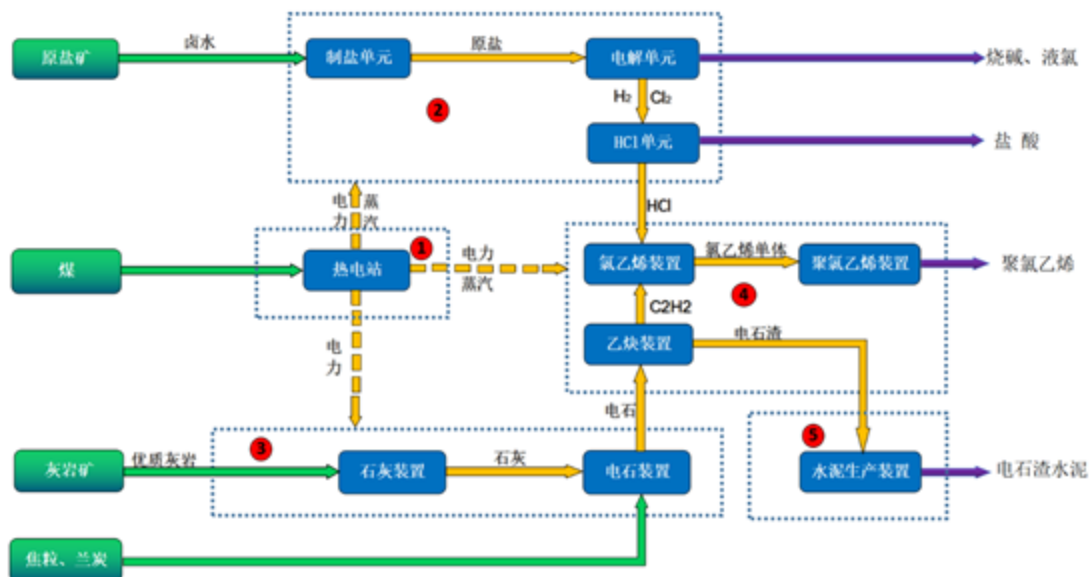 原盐矿
卤水
制盐单元
原盐
电解单元
烧碱、液氯
H₂ Cl₂
2
HCl单元
盐 酸
HCl
电力 蒸汽
1
煤
热电站
电力
蒸汽
氯乙烯装置
氯乙烯单体
聚氯乙烯装置
聚氯乙烯
4
C2H2
乙炔装置
电石渣
电力
电石
3
5
灰岩矿
优质灰岩
石灰装置
石灰
电石装置
水泥生产装置
电石渣水泥
焦粒、兰炭